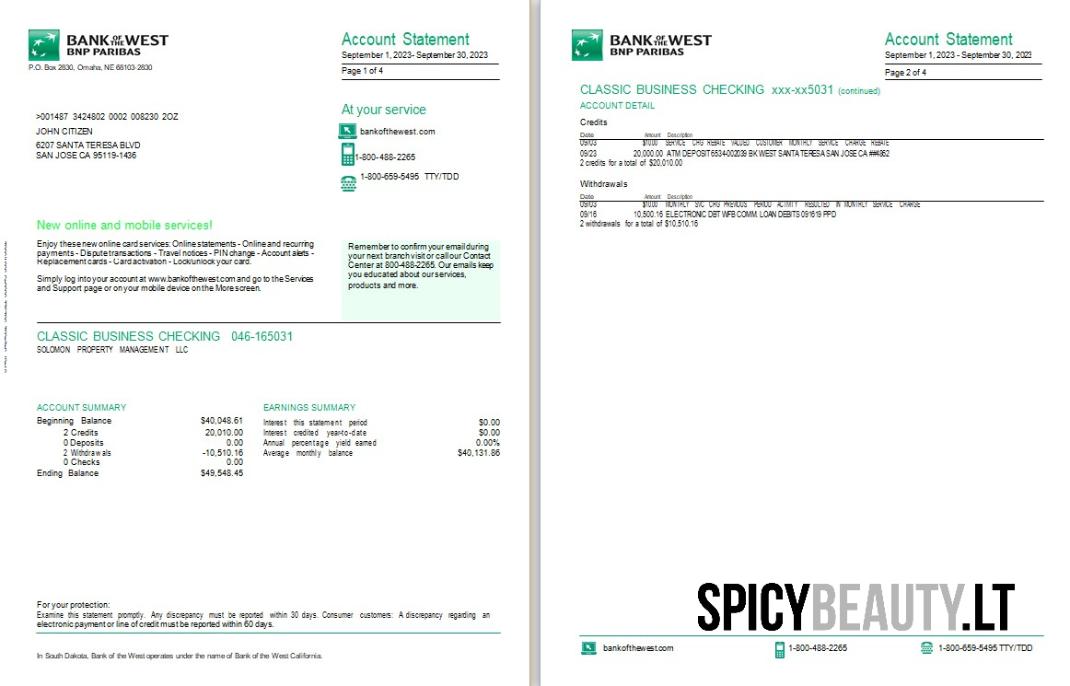 BANK OF THE WEST
BNP PARIBAS
P.O. Box 2830, Omaha, NE 68103-2830
Account Statement
September 1, 2023- September 30, 2023
Page 1 of 4
>001487 3424802 0002 008230 2OZ
JOHN CITIZEN
6207 SANTA TERESA BLVD
SAN JOSE CA 95119-1436
At your service
bankofthewest.com
1-800-488-2265
1-800-659-5495 TTY/TDD
New online and mobile services!
Enjoy these new online card services: Online statements - Online and recurring
payments - Dispute transactions - Travel notices - PIN change - Account alerts -
Replacement cards - Card activation - Lock/unlock your card.
Simply log into your account at www.bankofthewest.com and go to the Services
and Support page or on your mobile device on the More screen.
Remember to confirm your email during
your next branch visit or call our Contact
Center at 800-488-2265. Our emails keep
you educated about our services,
products and more.
CLASSIC BUSINESS CHECKING 046-165031
SOLOMON PROPERTY MANAGEMENT LLC
ACCOUNT SUMMARY
Beginning Balance $40,048.61
2 Credits 20,010.00
0 Deposits 0.00
2 Withdrawals -10,510.16
0 Checks 0.00
Ending Balance $49,548.45
EARNINGS SUMMARY
Interest this statement period $0.00
Interest credited year-to-date $0.00
Annual percentage yield earned 0.00%
Average monthly balance $40,131.86
For your protection:
Examine this statement promptly. Any discrepancy must be reported within 30 days. Consumer customers: A discrepancy regarding an
electronic payment or line of credit must be reported within 60 days.
In South Dakota, Bank of the West operates under the name of Bank of the West California.
BANK OF THE WEST
BNP PARIBAS
Account Statement
September 1, 2023- September 30, 2023
Page 2 of 4
CLASSIC BUSINESS CHECKING xxx-xx5031 (continued)
ACCOUNT DETAIL
Credits
Date Amount Description
09/03 $10.00 SERVICE CHG REBATE VALUED CUSTOMER MONTHLY SERVICE CHARGE REBATE
09/23 20,000.00 ATM DEPOSIT 6534-002039 BK WEST SANTA TERESA SAN JOSE CA ##4862
2 credits for a total of $20,010.00
Withdrawals
Date Amount Description
09/03 $10.00 MONTHLY SVC CHG PREVIOUS PERIOD ACTIVITY RESULTED IN MONTHLY SERVICE CHARGE
09/16 10,500.16 ELECTRONIC DBT WFB COMM. LOAN DEBITS 091619 PPD
2 withdrawals for a total of $10,510.16
SPICYBEAUTY.LT
bankofthewest.com
1-800-488-2265
1-800-659-5495 TTY/TDD